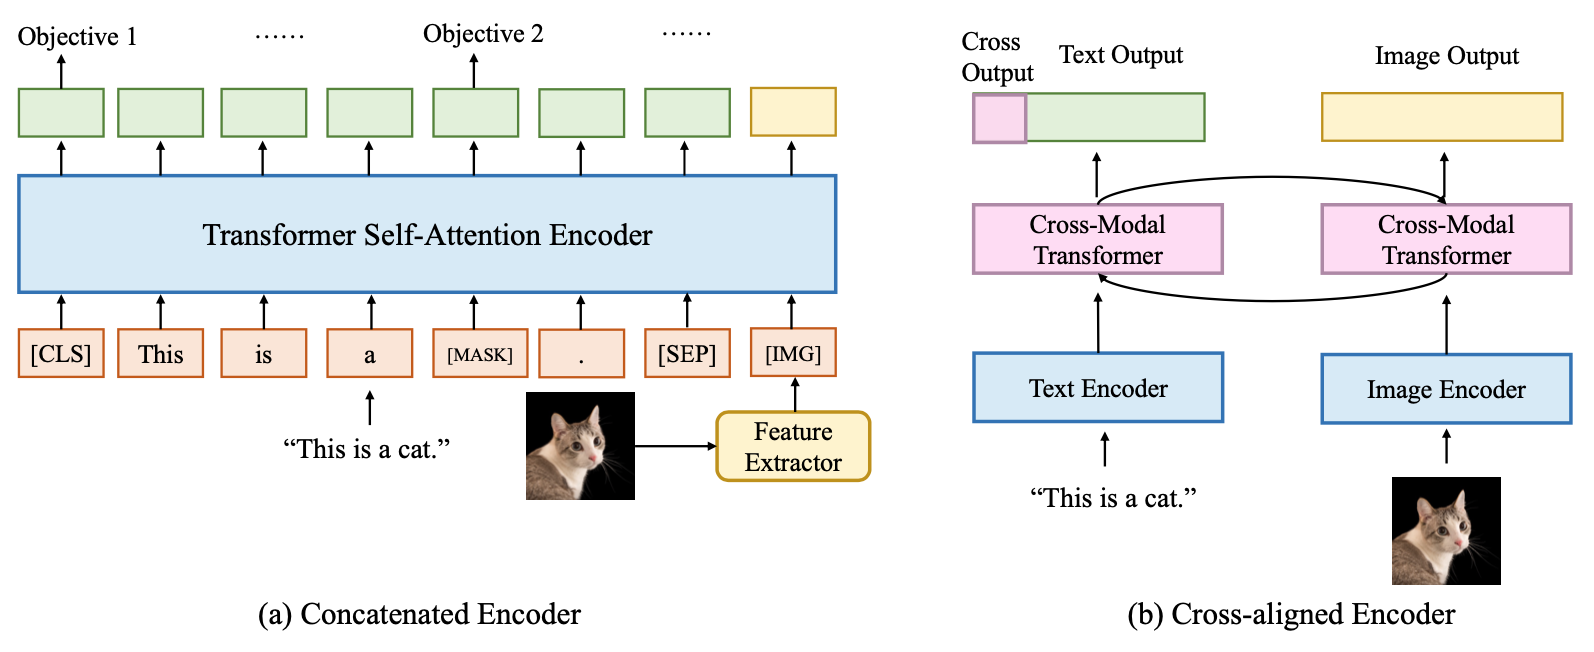 Objective 1
......
Objective 2
......
Transformer Self-Attention Encoder
[CLS] This is a [MASK] . [SEP] [IMG]
“This is a cat.”
Feature
Extractor
(a) Concatenated Encoder
Cross
Output
Text Output
Image Output
Cross-Modal
Transformer
Cross-Modal
Transformer
Text Encoder
Image Encoder
“This is a cat.”
(b) Cross-aligned Encoder